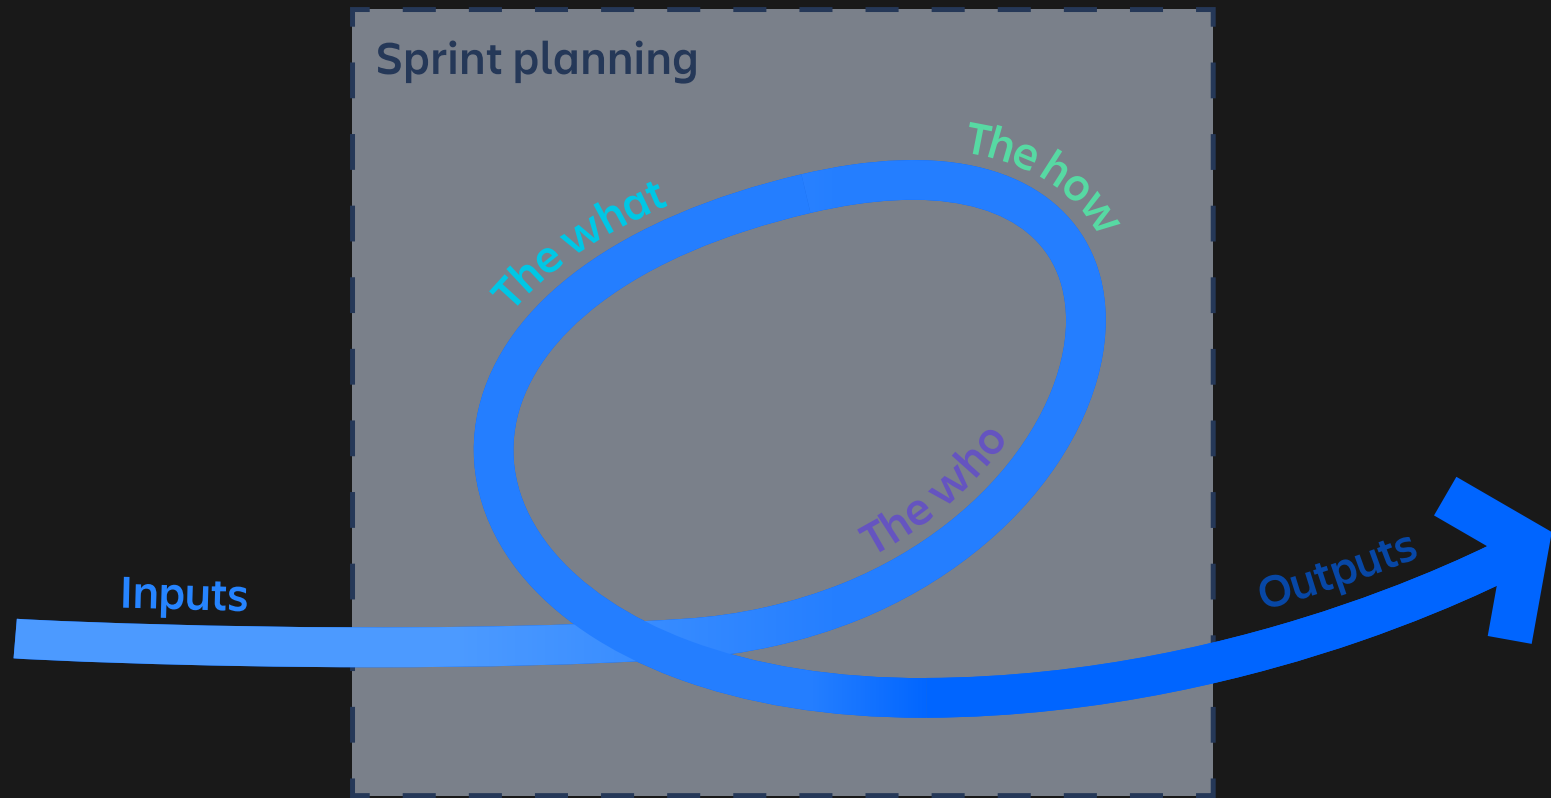 Sprint planning
The what
The how
The who
Inputs
Outputs